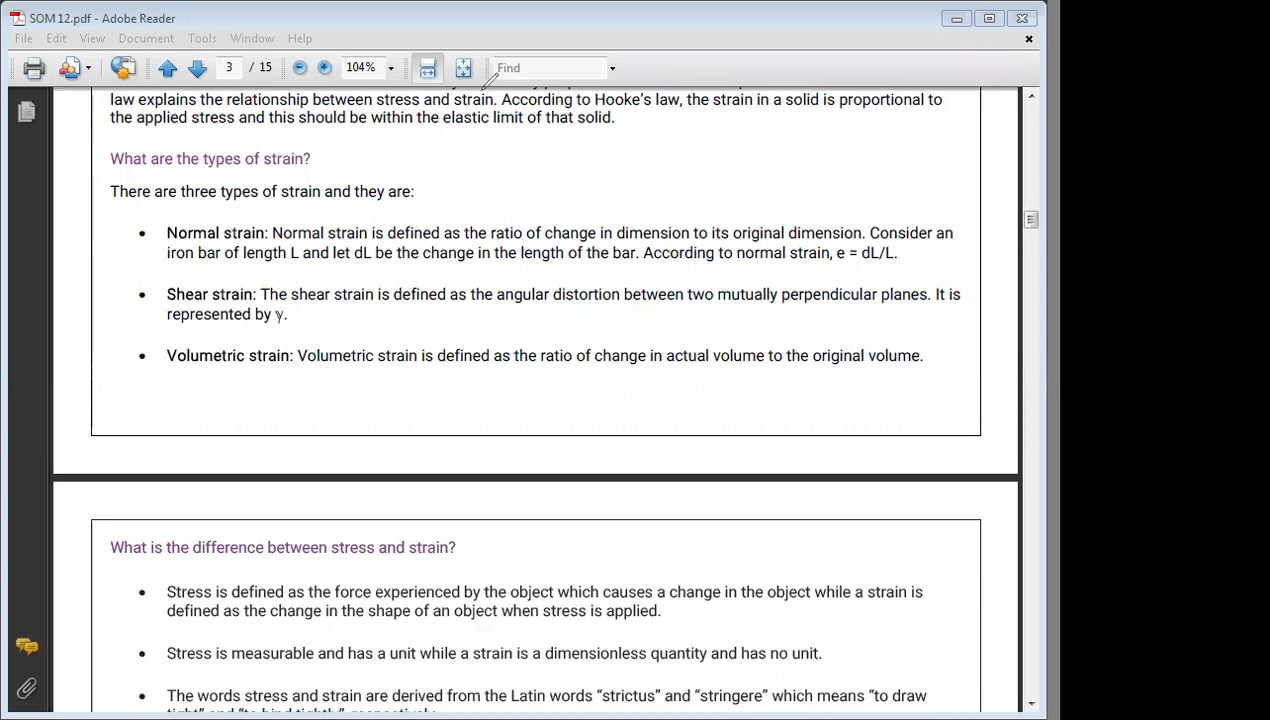 SOM 12.pdf - Adobe Reader
File Edit View Document Tools Window Help
3 / 15 104% Find
law explains the relationship between stress and strain. According to Hooke's law, the strain in a solid is proportional to
the applied stress and this should be within the elastic limit of that solid.
What are the types of strain?
There are three types of strain and they are:
• Normal strain: Normal strain is defined as the ratio of change in dimension to its original dimension. Consider an
iron bar of length L and let dL be the change in the length of the bar. According to normal strain, e = dL/L.
• Shear strain: The shear strain is defined as the angular distortion between two mutually perpendicular planes. It is
represented by γ.
• Volumetric strain: Volumetric strain is defined as the ratio of change in actual volume to the original volume.
What is the difference between stress and strain?
• Stress is defined as the force experienced by the object which causes a change in the object while a strain is
defined as the change in the shape of an object when stress is applied.
• Stress is measurable and has a unit while a strain is a dimensionless quantity and has no unit.
• The words stress and strain are derived from the Latin words “strictus” and “stringere” which means “to draw
tight” and “to bind tightly”, respectively.